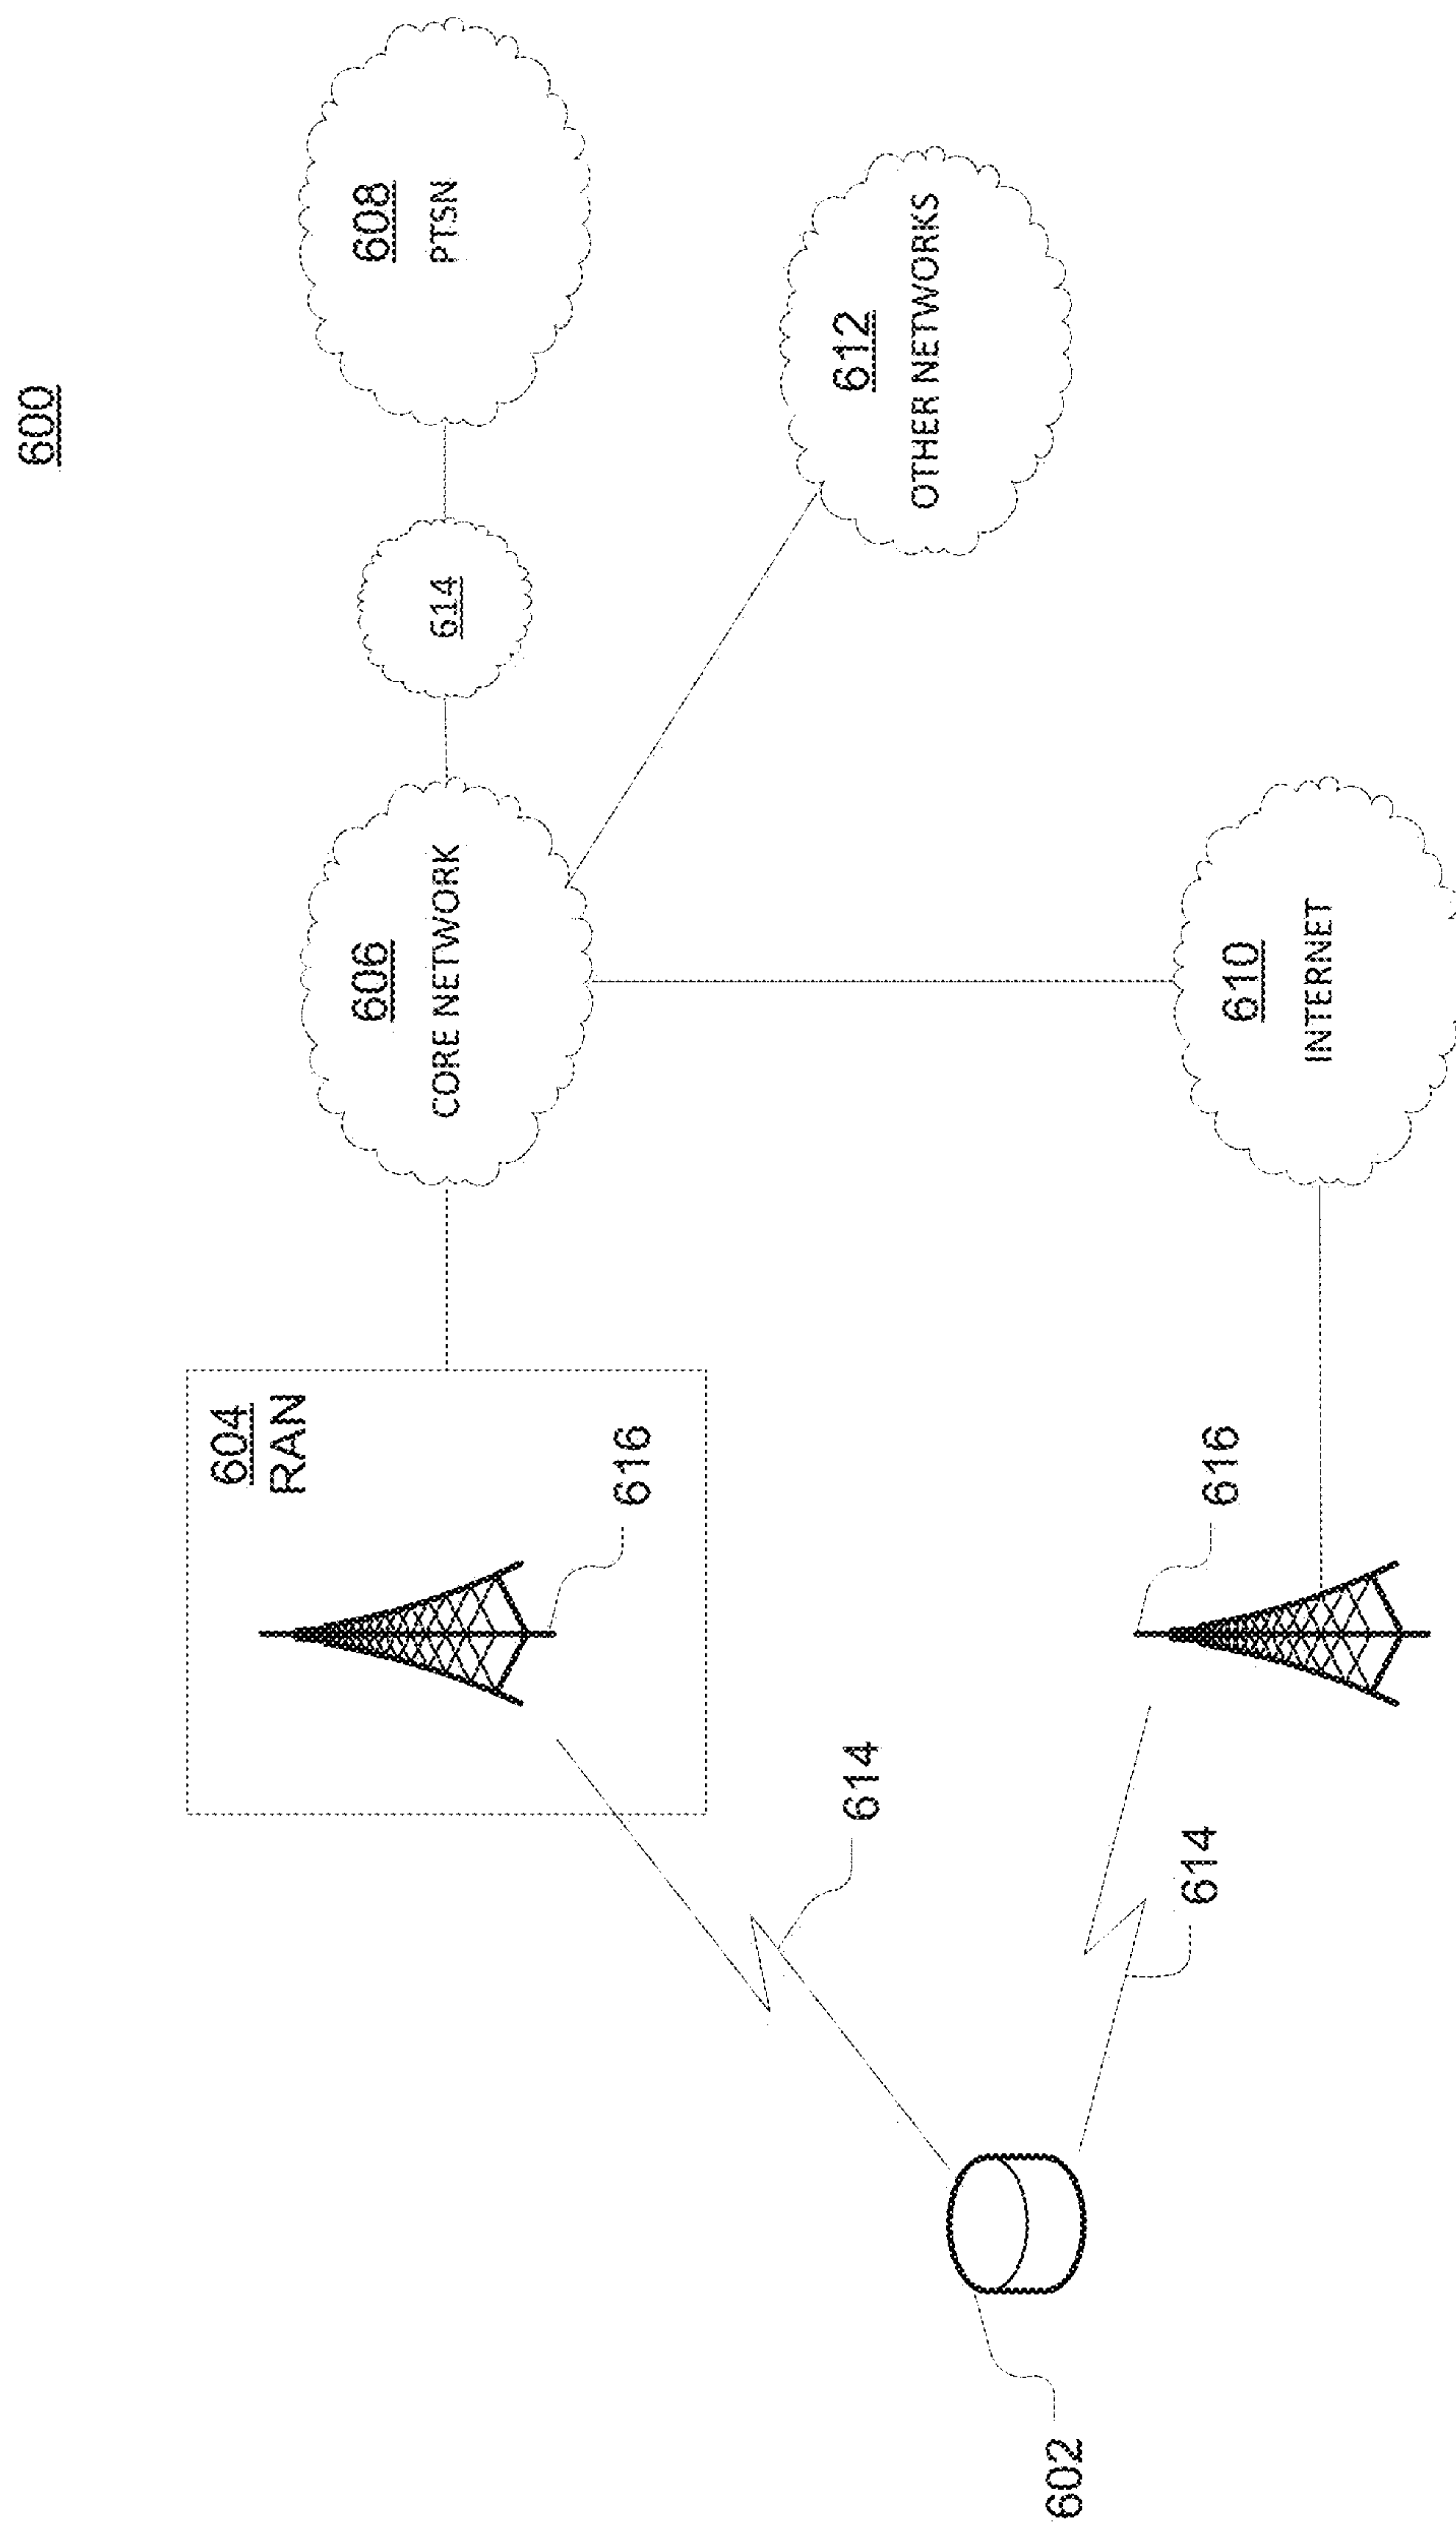 600
604
RAN
616
606
CORE NETWORK
614
608
PTSN
612
OTHER NETWORKS
614
602
614
616
610
INTERNET